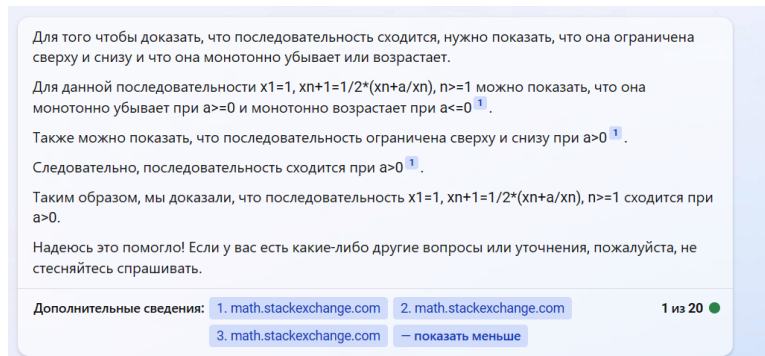 Для того чтобы доказать, что последовательность сходится, нужно показать, что она ограничена
сверху и снизу и что она монотонно убывает или возрастает.
Для данной последовательности x1=1, xn+1=1/2*(xn+a/xn), n>=1 можно показать, что она
монотонно убывает при a>=0 и монотонно возрастает при a<=0 1 .
Также можно показать, что последовательность ограничена сверху и снизу при a>0 1 .
Следовательно, последовательность сходится при a>0 1 .
Таким образом, мы доказали, что последовательность x1=1, xn+1=1/2*(xn+a/xn), n>=1 сходится при
a>0.
Надеюсь это помогло! Если у вас есть какие-либо другие вопросы или уточнения, пожалуйста, не
стесняйтесь спрашивать.
Дополнительные сведения: 1. math.stackexchange.com 2. math.stackexchange.com 1 из 20
3. math.stackexchange.com — показать меньше